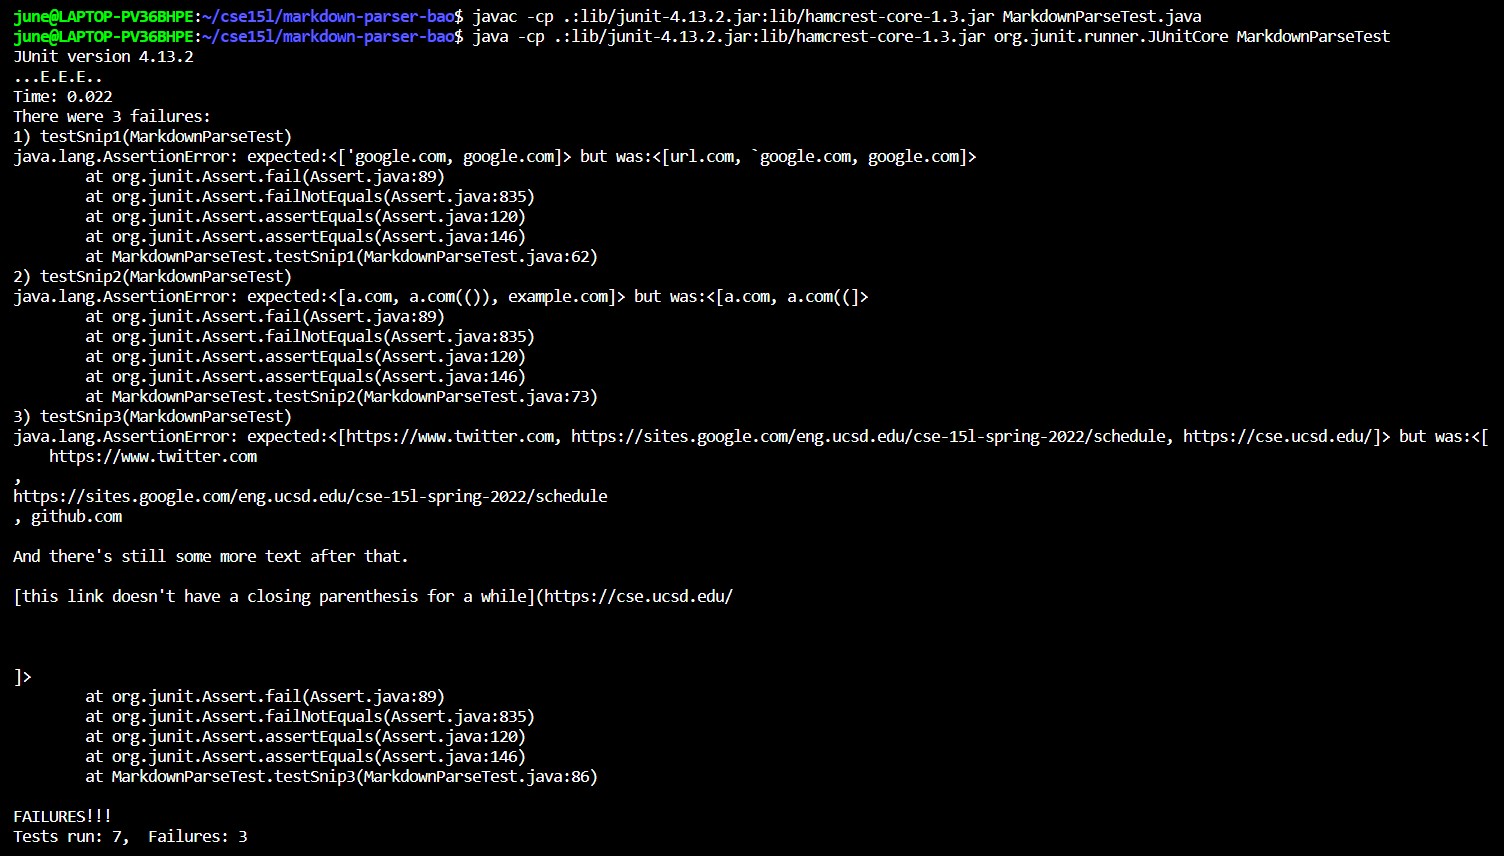 june@LAPTOP-PV36BHPE:~/cse15l/markdown-parser-bao$ javac -cp .:lib/junit-4.13.2.jar:lib/hamcrest-core-1.3.jar MarkdownParseTest.java
june@LAPTOP-PV36BHPE:~/cse15l/markdown-parser-bao$ java -cp .:lib/junit-4.13.2.jar:lib/hamcrest-core-1.3.jar org.junit.runner.JUnitCore MarkdownParseTest
JUnit version 4.13.2
...E.E.E..
Time: 0.022
There were 3 failures:
1) testSnip1(MarkdownParseTest)
java.lang.AssertionError: expected:<['google.com, google.com]> but was:<[url.com, `google.com, google.com]>
        at org.junit.Assert.fail(Assert.java:89)
        at org.junit.Assert.failNotEquals(Assert.java:835)
        at org.junit.Assert.assertEquals(Assert.java:120)
        at org.junit.Assert.assertEquals(Assert.java:146)
        at MarkdownParseTest.testSnip1(MarkdownParseTest.java:62)
2) testSnip2(MarkdownParseTest)
java.lang.AssertionError: expected:<[a.com, a.com(()), example.com]> but was:<[a.com, a.com((]>
        at org.junit.Assert.fail(Assert.java:89)
        at org.junit.Assert.failNotEquals(Assert.java:835)
        at org.junit.Assert.assertEquals(Assert.java:120)
        at org.junit.Assert.assertEquals(Assert.java:146)
        at MarkdownParseTest.testSnip2(MarkdownParseTest.java:73)
3) testSnip3(MarkdownParseTest)
java.lang.AssertionError: expected:<[https://www.twitter.com, https://sites.google.com/eng.ucsd.edu/cse-15l-spring-2022/schedule, https://cse.ucsd.edu/]> but was:<[
    https://www.twitter.com
,
https://sites.google.com/eng.ucsd.edu/cse-15l-spring-2022/schedule
, github.com

And there's still some more text after that.

[this link doesn't have a closing parenthesis for a while](https://cse.ucsd.edu/



]>
        at org.junit.Assert.fail(Assert.java:89)
        at org.junit.Assert.failNotEquals(Assert.java:835)
        at org.junit.Assert.assertEquals(Assert.java:120)
        at org.junit.Assert.assertEquals(Assert.java:146)
        at MarkdownParseTest.testSnip3(MarkdownParseTest.java:86)

FAILURES!!!
Tests run: 7,  Failures: 3